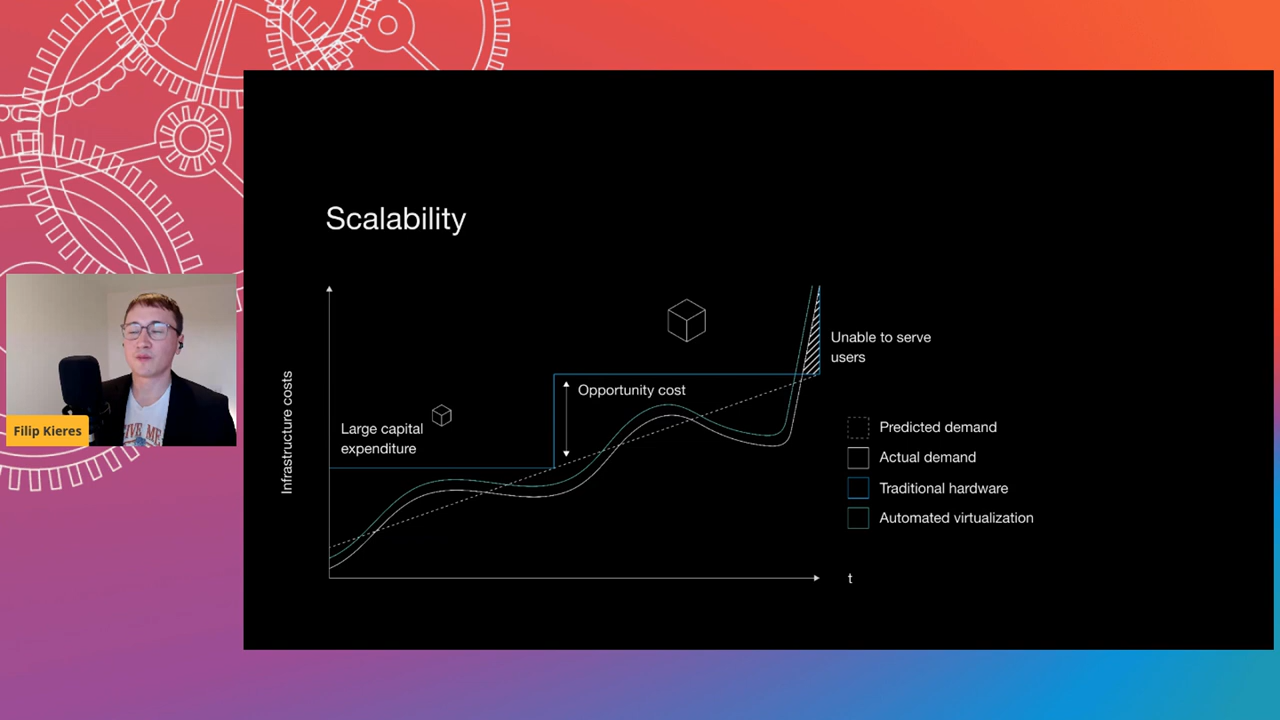 Scalability
Infrastructure costs
Large capital
expenditure
Opportunity cost
Unable to serve
users
Predicted demand
Actual demand
Traditional hardware
Automated virtualization
t
Filip Kieres